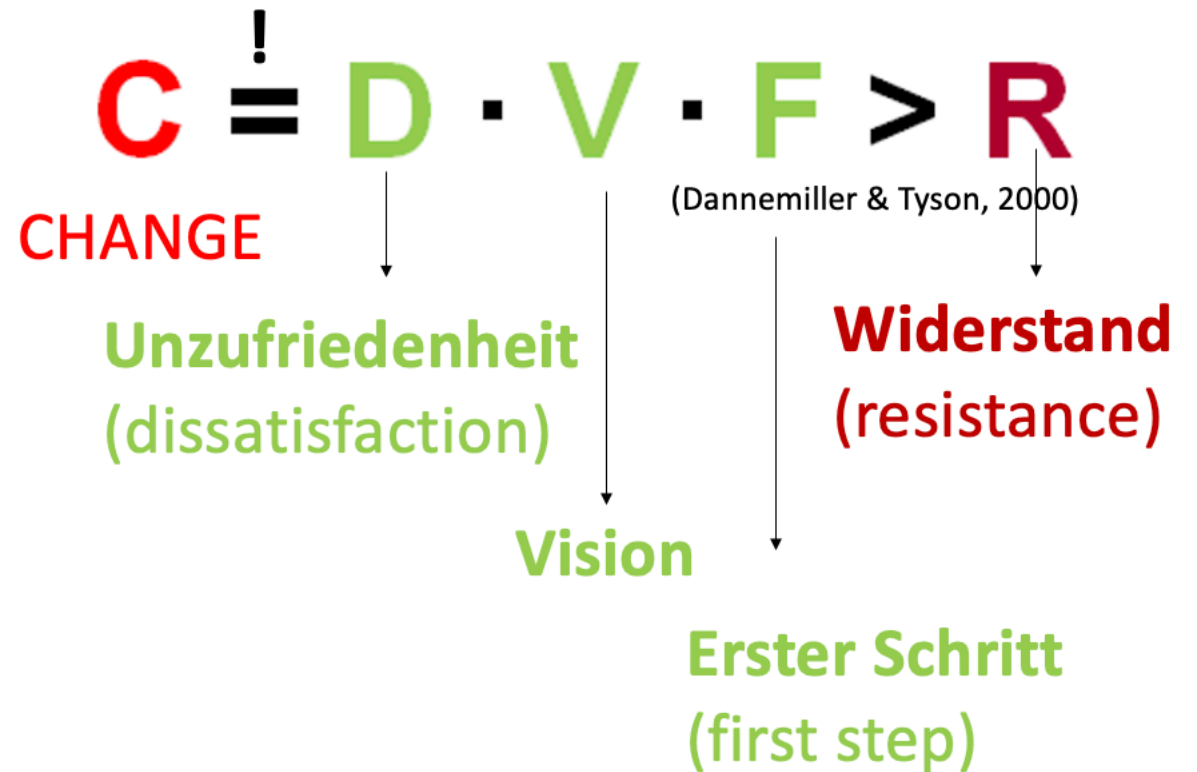 !
C = D · V · F > R
(Dannemiller & Tyson, 2000)
CHANGE
Unzufriedenheit
(dissatisfaction)
Widerstand
(resistance)
Vision
Erster Schritt
(first step)